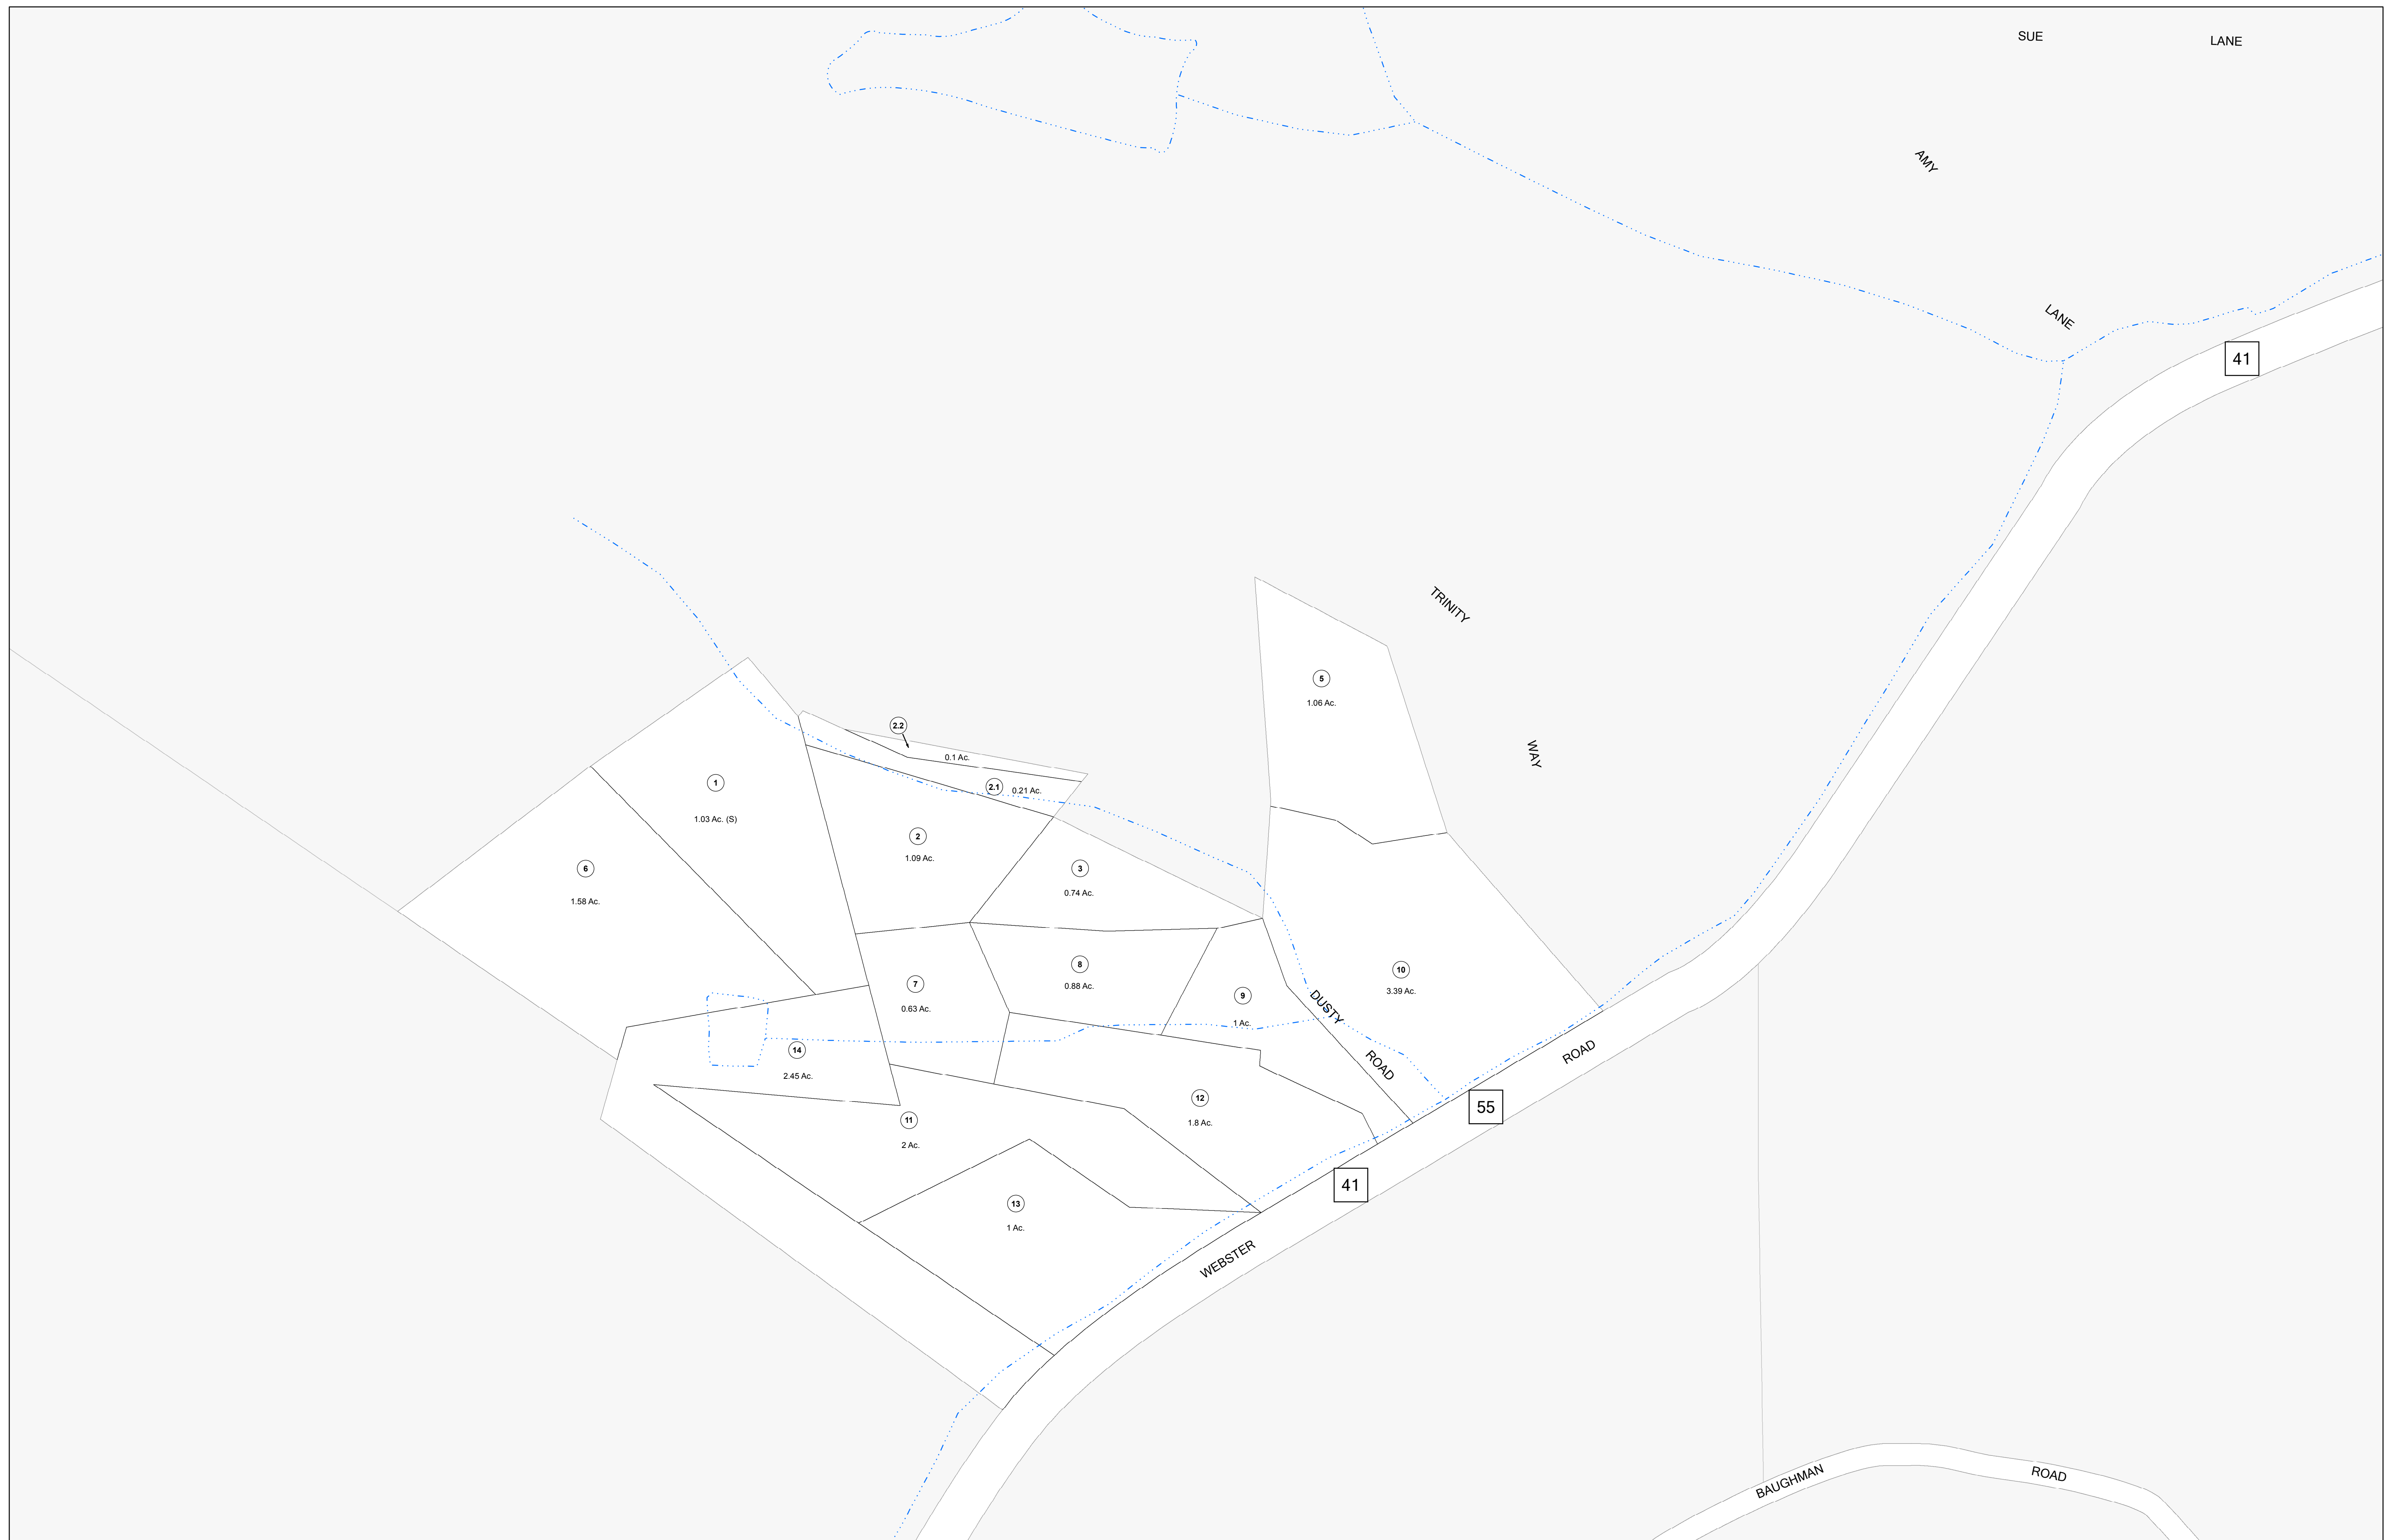 SUE
LANE
AMY
LANE
41
TRINITY
WAY
5
1.06 Ac.
2.2
0.1 Ac.
2.1
0.21 Ac.
1
1.03 Ac. (S)
2
1.09 Ac.
3
0.74 Ac.
6
1.58 Ac.
8
0.88 Ac.
7
0.63 Ac.
9
1 Ac.
10
3.39 Ac.
DUSTY
ROAD
14
2.45 Ac.
11
2 Ac.
12
1.8 Ac.
13
1 Ac.
ROAD
55
41
WEBSTER
BAUGHMAN
ROAD